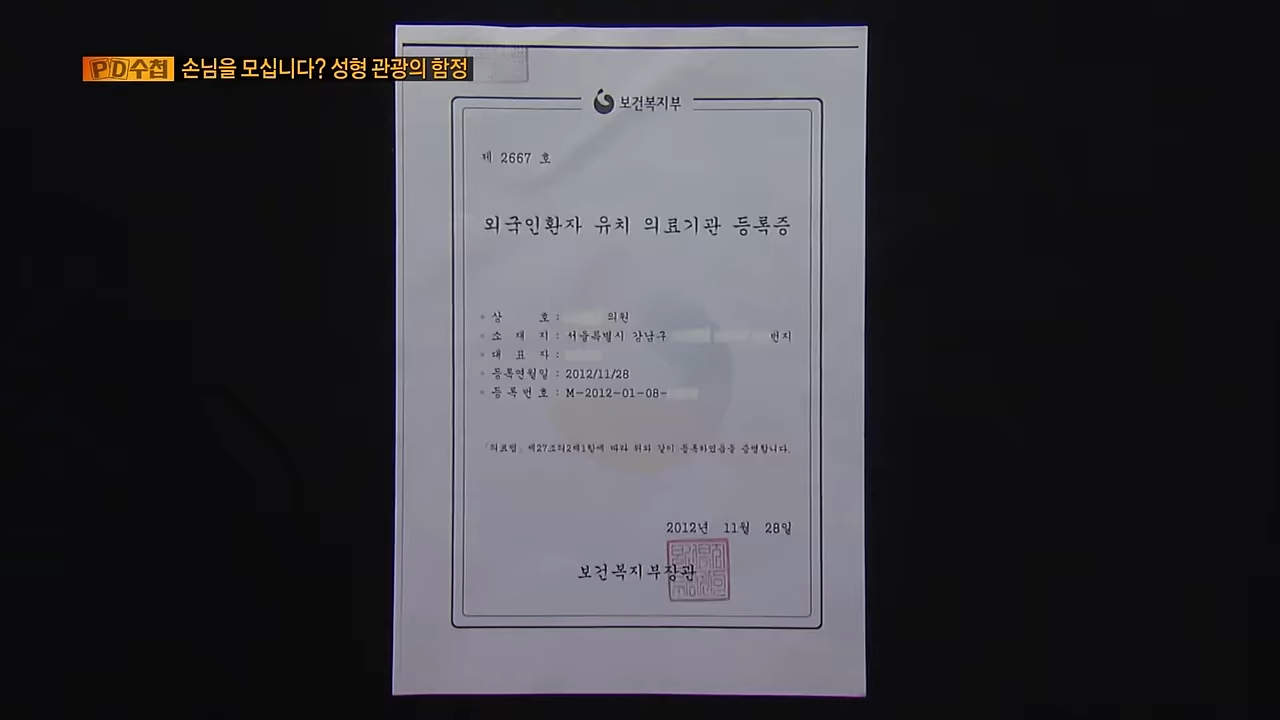 PD수첩 손님을 모십니다? 성형 관광의 함정
보건복지부
제 2667 호
외국인환자 유치 의료기관 등록증
상 호 : 의원
소 재 지 : 서울특별시 강남구 번지
대 표 자 :
등록연월일 : 2012/11/28
등 록 번 호 : M-2012-01-08-
「의료법」 제27조의2제1항에 따라 위와 같이 등록하였음을 증명합니다.
2012년 11월 28일
보건복지부장관